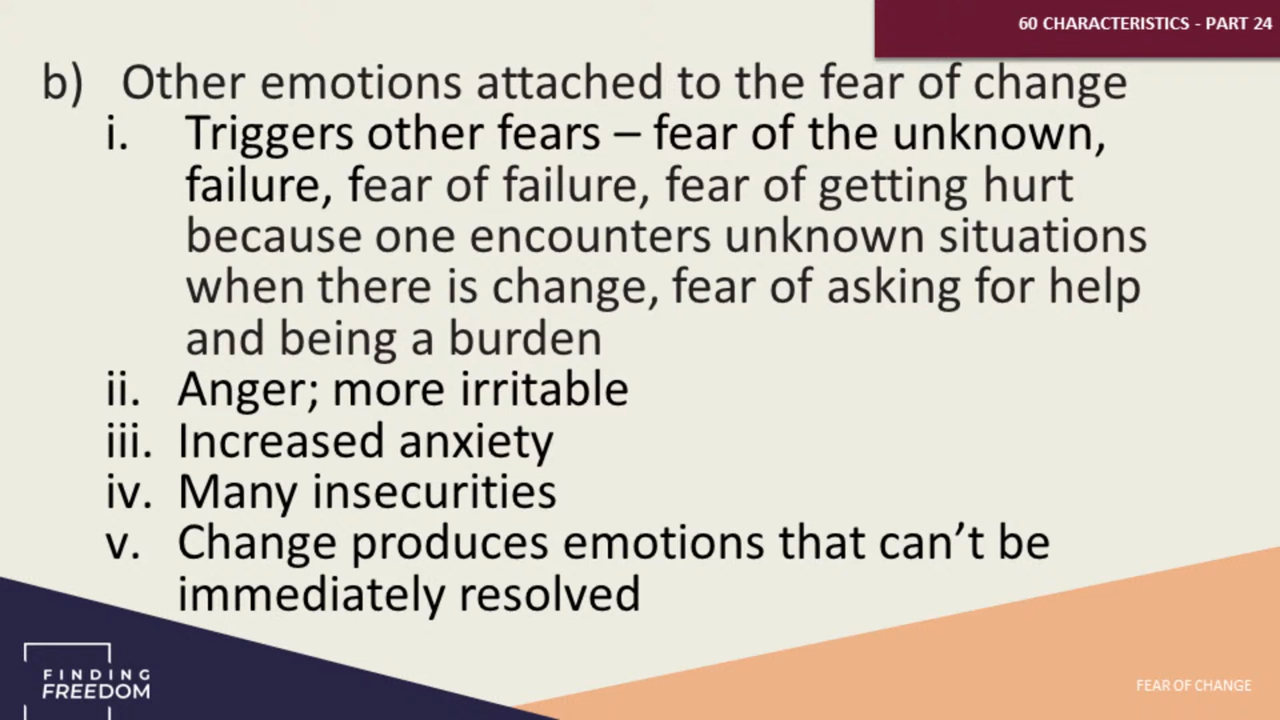 60 CHARACTERISTICS - PART 24
b) Other emotions attached to the fear of change
i. Triggers other fears – fear of the unknown,
failure, fear of failure, fear of getting hurt
because one encounters unknown situations
when there is change, fear of asking for help
and being a burden
ii. Anger; more irritable
iii. Increased anxiety
iv. Many insecurities
v. Change produces emotions that can’t be
immediately resolved
FINDING
FREEDOM
FEAR OF CHANGE